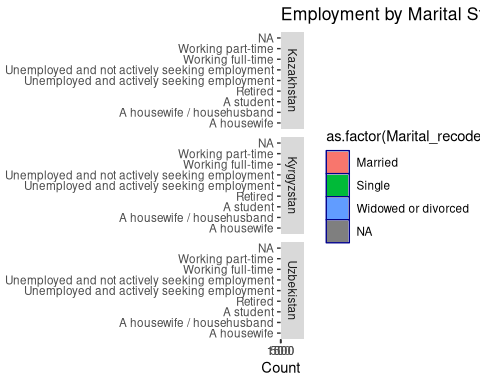 Employment by Marital St
NA
Working part-time
Working full-time
Unemployed and not actively seeking employment
Unemployed and actively seeking employment
Retired
A student
A housewife / househusband
A housewife
Kazakhstan
NA
Working part-time
Working full-time
Unemployed and not actively seeking employment
Unemployed and actively seeking employment
Retired
A student
A housewife / househusband
A housewife
Kyrgyzstan
NA
Working part-time
Working full-time
Unemployed and not actively seeking employment
Unemployed and actively seeking employment
Retired
A student
A housewife / househusband
A housewife
Uzbekistan
Count
as.factor(Marital_recode
Married
Single
Widowed or divorced
NA